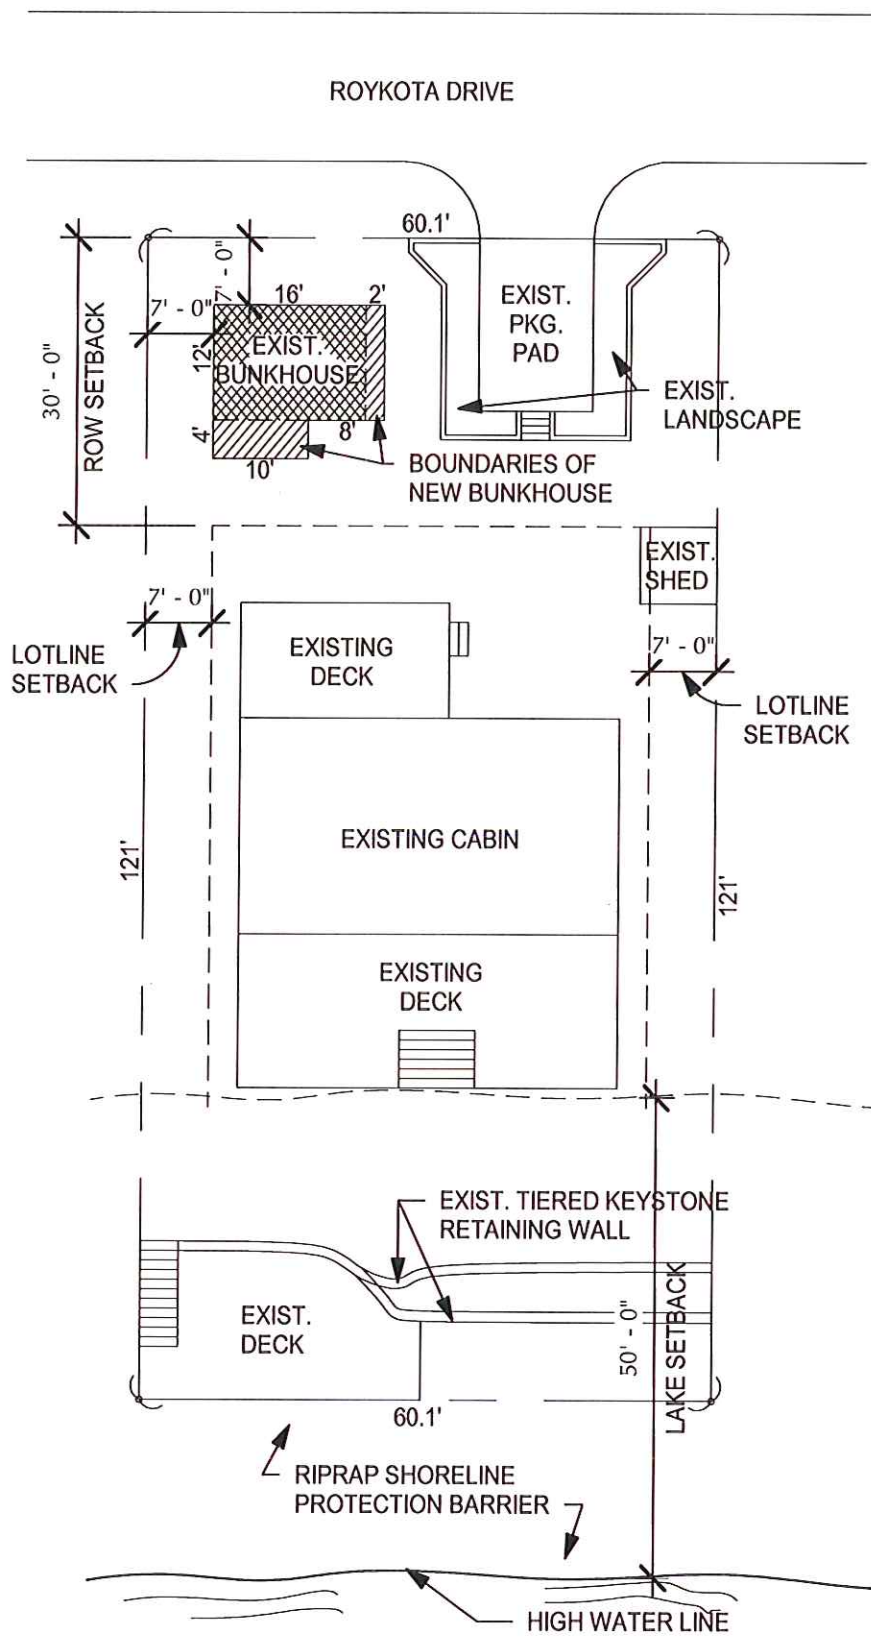 ROYKOTA DRIVE
60.1'
7' - 0"
16'
2'
7' - 0"
12'
EXIST.
BUNKHOUSE
EXIST.
PKG.
PAD
30' - 0"
ROW SETBACK
EXIST.
LANDSCAPE
4'
8'
10'
BOUNDARIES OF
NEW BUNKHOUSE
EXIST.
SHED
7' - 0"
LOTLINE
SETBACK
EXISTING
DECK
7' - 0"
LOTLINE
SETBACK
EXISTING CABIN
121'
121'
EXISTING
DECK
EXIST. TIERED KEYSTONE
RETAINING WALL
EXIST.
DECK
50' - 0"
LAKE SETBACK
60.1'
RIPRAP SHORELINE
PROTECTION BARRIER
HIGH WATER LINE